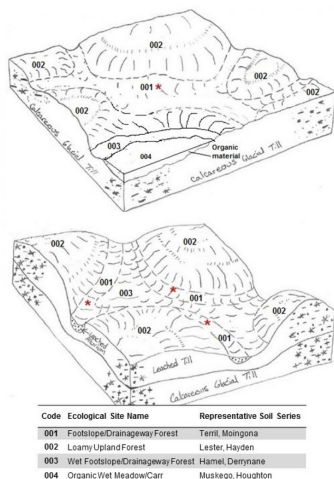 002
002
002
002
001 *
002
003
004
Organic
material
Calcareous Glacial Till
Calcareous Glacial Till
002
002
001
003
001
002
002
001
Leached
Leached Till
Calcareous Glacial Till
Code Ecological Site Name Representative Soil Series
001 Footslope/Drainageway Forest Terril, Moingona
002 Loamy Upland Forest Lester, Hayden
003 Wet Footslope/Drainageway Forest Hamel, Derrynane
004 Organic Wet Meadow/Carr Muskego, Houghton